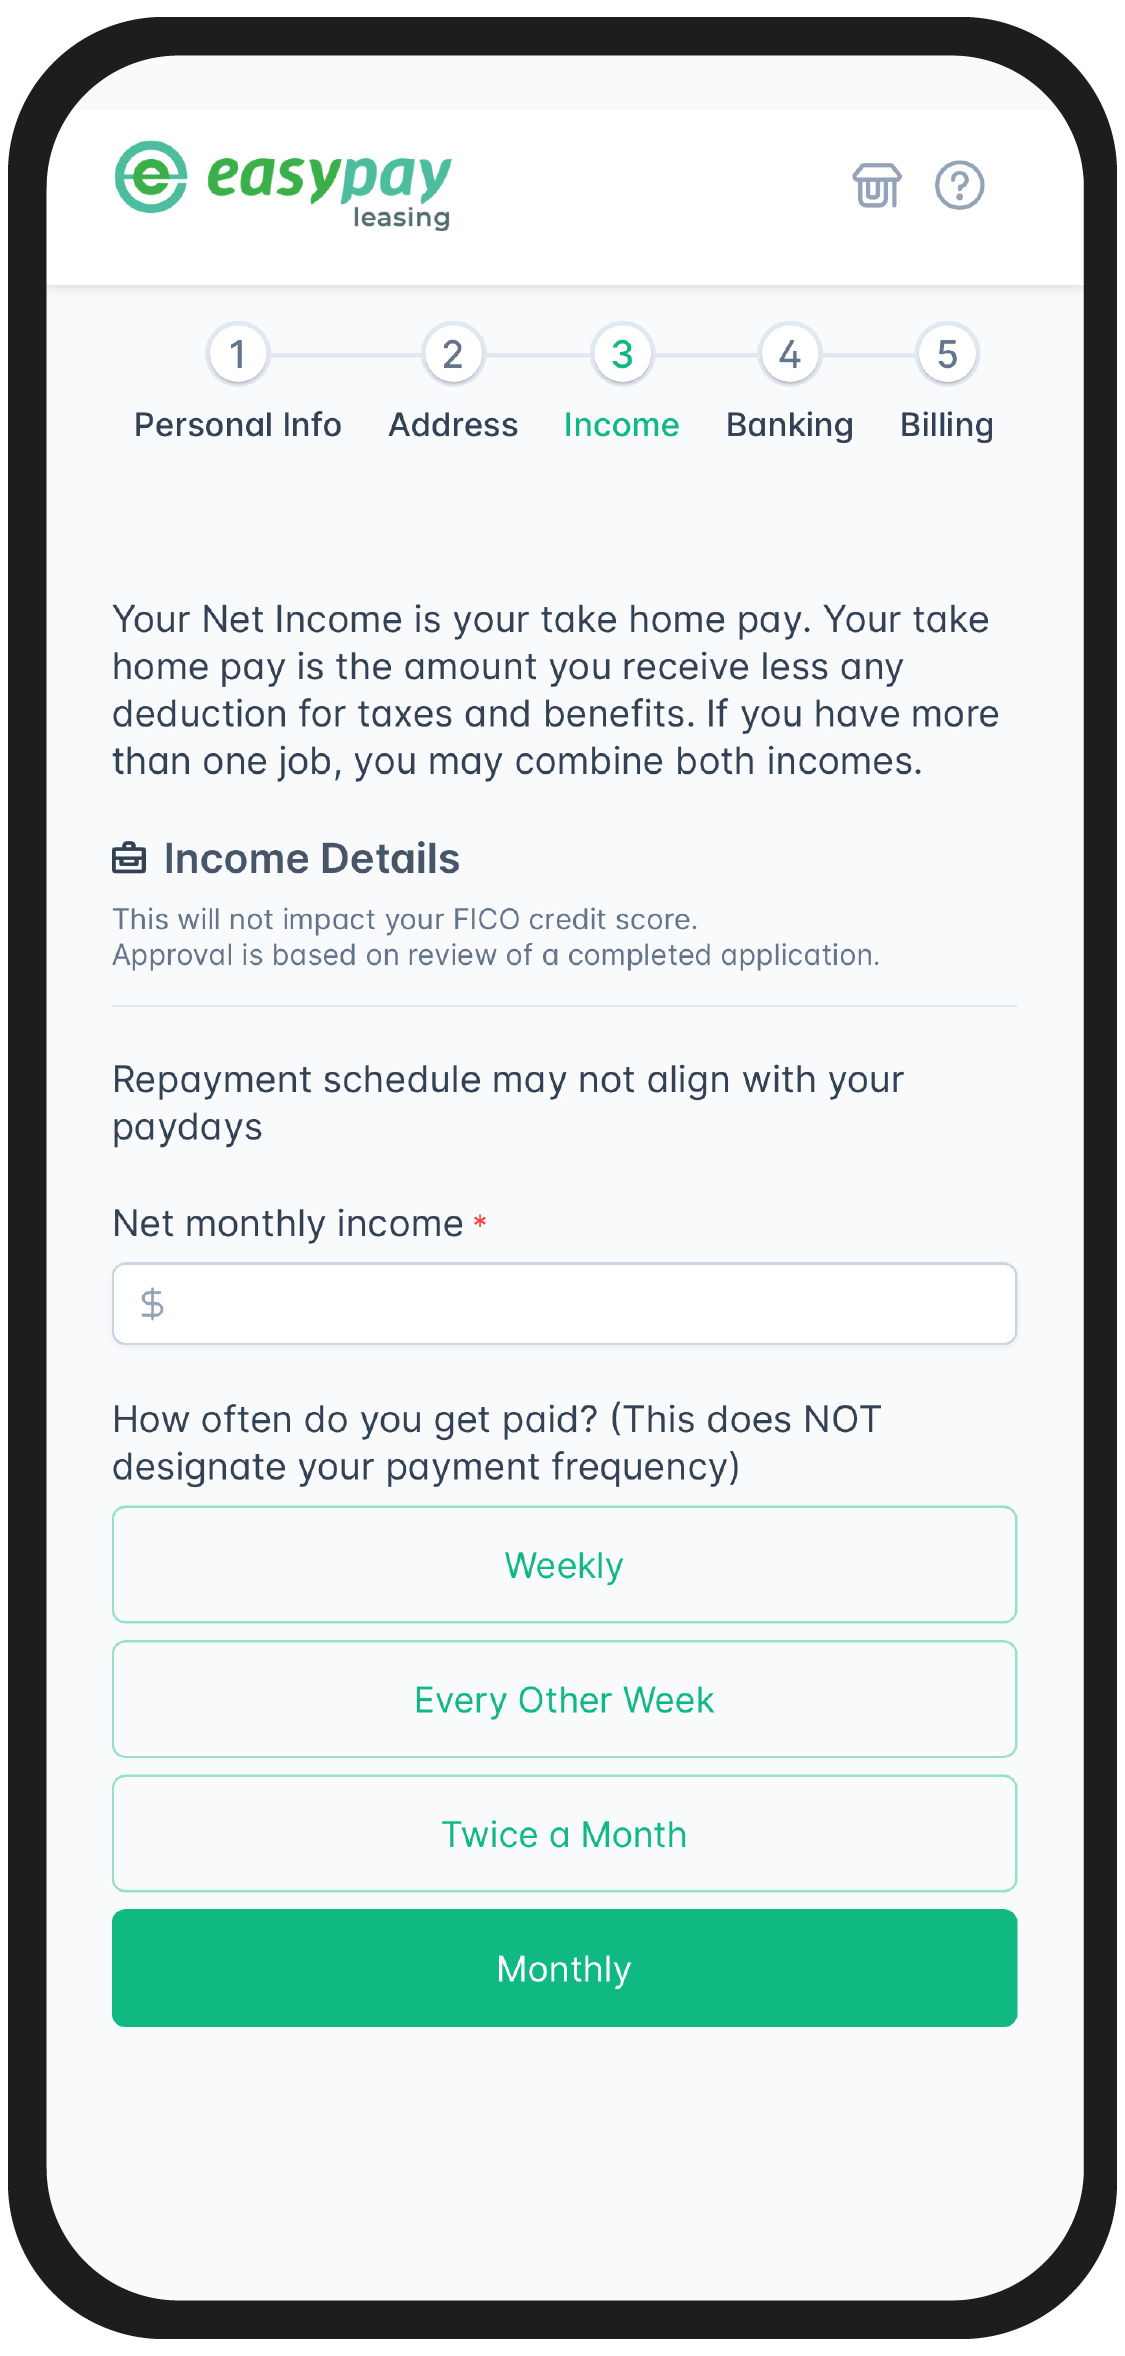 e easypay
leasing
1 2 3 4 5
Personal Info Address Income Banking Billing
Your Net Income is your take home pay. Your take
home pay is the amount you receive less any
deduction for taxes and benefits. If you have more
than one job, you may combine both incomes.
Income Details
This will not impact your FICO credit score.
Approval is based on review of a completed application.
Repayment schedule may not align with your
paydays
Net monthly income *
$
How often do you get paid? (This does NOT
designate your payment frequency)
Weekly
Every Other Week
Twice a Month
Monthly